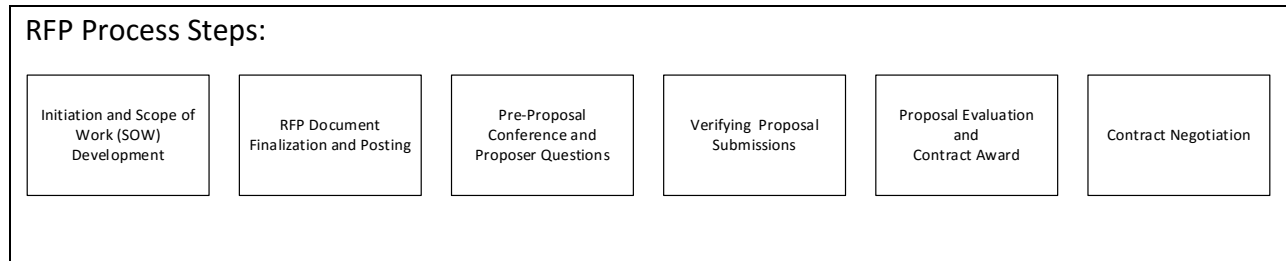 RFP Process Steps:
Initiation and Scope of
Work (SOW)
Development
RFP Document
Finalization and Posting
Pre-Proposal
Conference and
Proposer Questions
Verifying Proposal
Submissions
Proposal Evaluation
and
Contract Award
Contract Negotiation